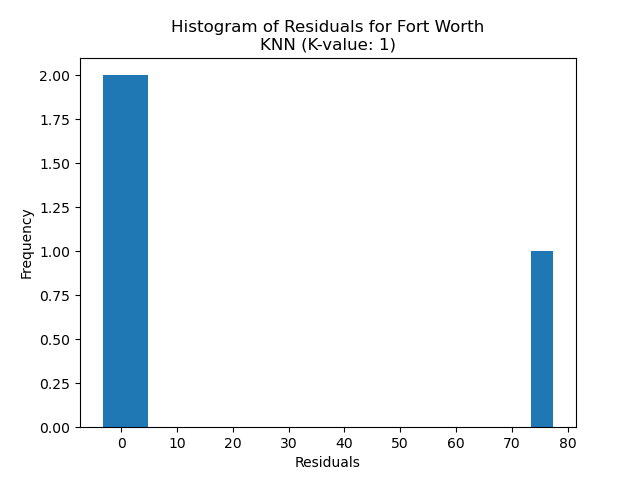 Histogram of Residuals for Fort Worth
KNN (K-value: 1)
Frequency
2.00
1.75
1.50
1.25
1.00
0.75
0.50
0.25
0.00
0 10 20 30 40 50 60 70 80
Residuals